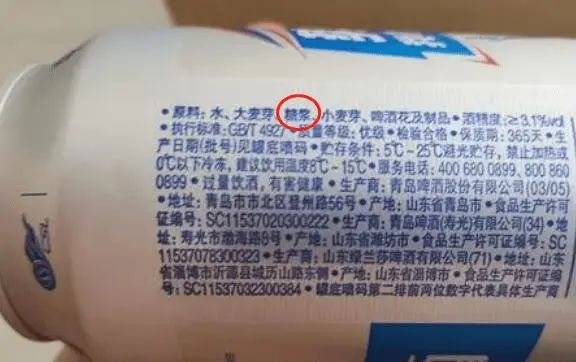 •原料:水、大麦芽、糖浆、小麦芽、啤酒花及制品•酒精度:≥3.1%vol
•执行标准:GB/T 4927•质量等级:优级•检验合格•保质期:365天•生
产日期(批号)见罐底喷码•贮存条件:5℃-25℃避光贮存,禁止加热或
0℃以下冷冻,建议饮用温度8℃-15℃•服务电话:400 680 0899、800 860
0899•过量饮酒,有害健康•生产商:青岛啤酒股份有限公司(03/05)
•地址:青岛市市北区登州路56号•产地:山东省青岛市•食品生产许可
证编号:SC11537020300222•生产商:青岛啤酒(寿光)有限公司(34)•地
址:寿光市渤海路8号•产地:山东省潍坊市•食品生产许可证编号:SC
11537078300323•生产商:山东绿兰莎啤酒有限公司(71)•地址:山东
省淄博市沂源县城历山路东侧•产地:山东省淄博市•食品生产许可证编号:
SC11537032300384•罐底喷码第二排前两位数字代表具体生产商